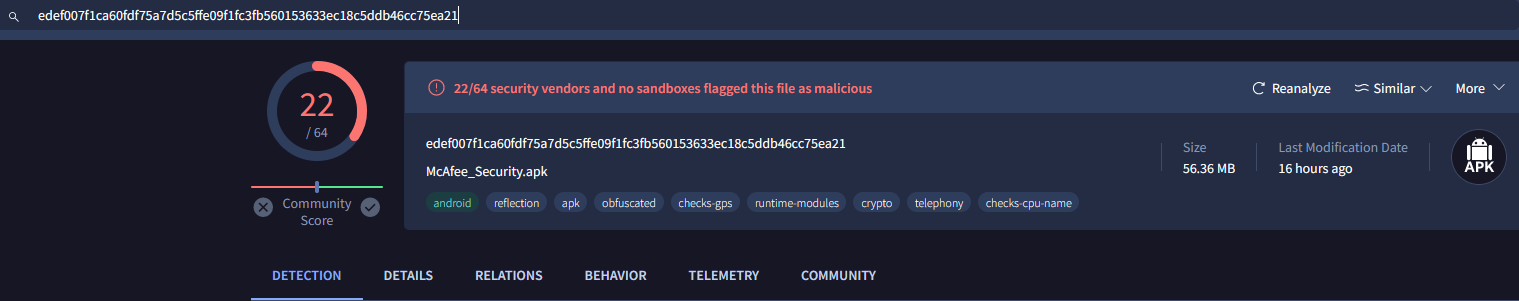 edef007f1ca60fdf75a7d5c5ffe09f1fc3fb560153633ec18c5ddb46cc75ea21
22
/ 64
Community
Score
22/64 security vendors and no sandboxes flagged this file as malicious
Reanalyze
Similar
More
edef007f1ca60fdf75a7d5c5ffe09f1fc3fb560153633ec18c5ddb46cc75ea21
McAfee_Security.apk
Size
56.36 MB
Last Modification Date
16 hours ago
APK
android
reflection
apk
obfuscated
checks-gps
runtime-modules
crypto
telephony
checks-cpu-name
DETECTION
DETAILS
RELATIONS
BEHAVIOR
TELEMETRY
COMMUNITY